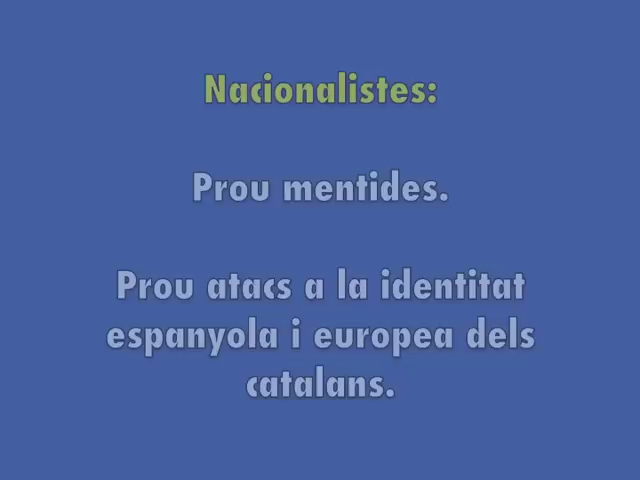 Nacionalistes:
Prou mentides.
Prou atacs a la identitat
espanyola i europea dels
catalans.